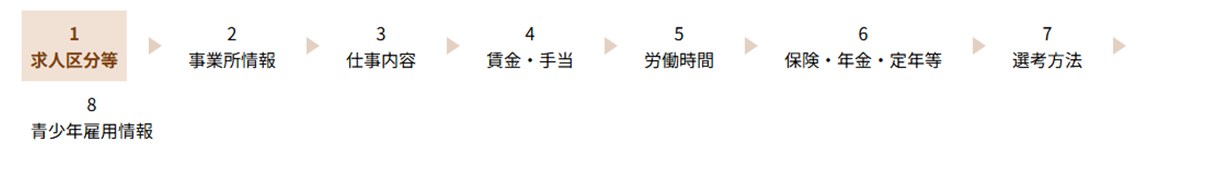 1
求人区分等
2
事業所情報
3
仕事内容
4
賃金・手当
5
労働時間
6
保険・年金・定年等
7
選考方法
8
青少年雇用情報